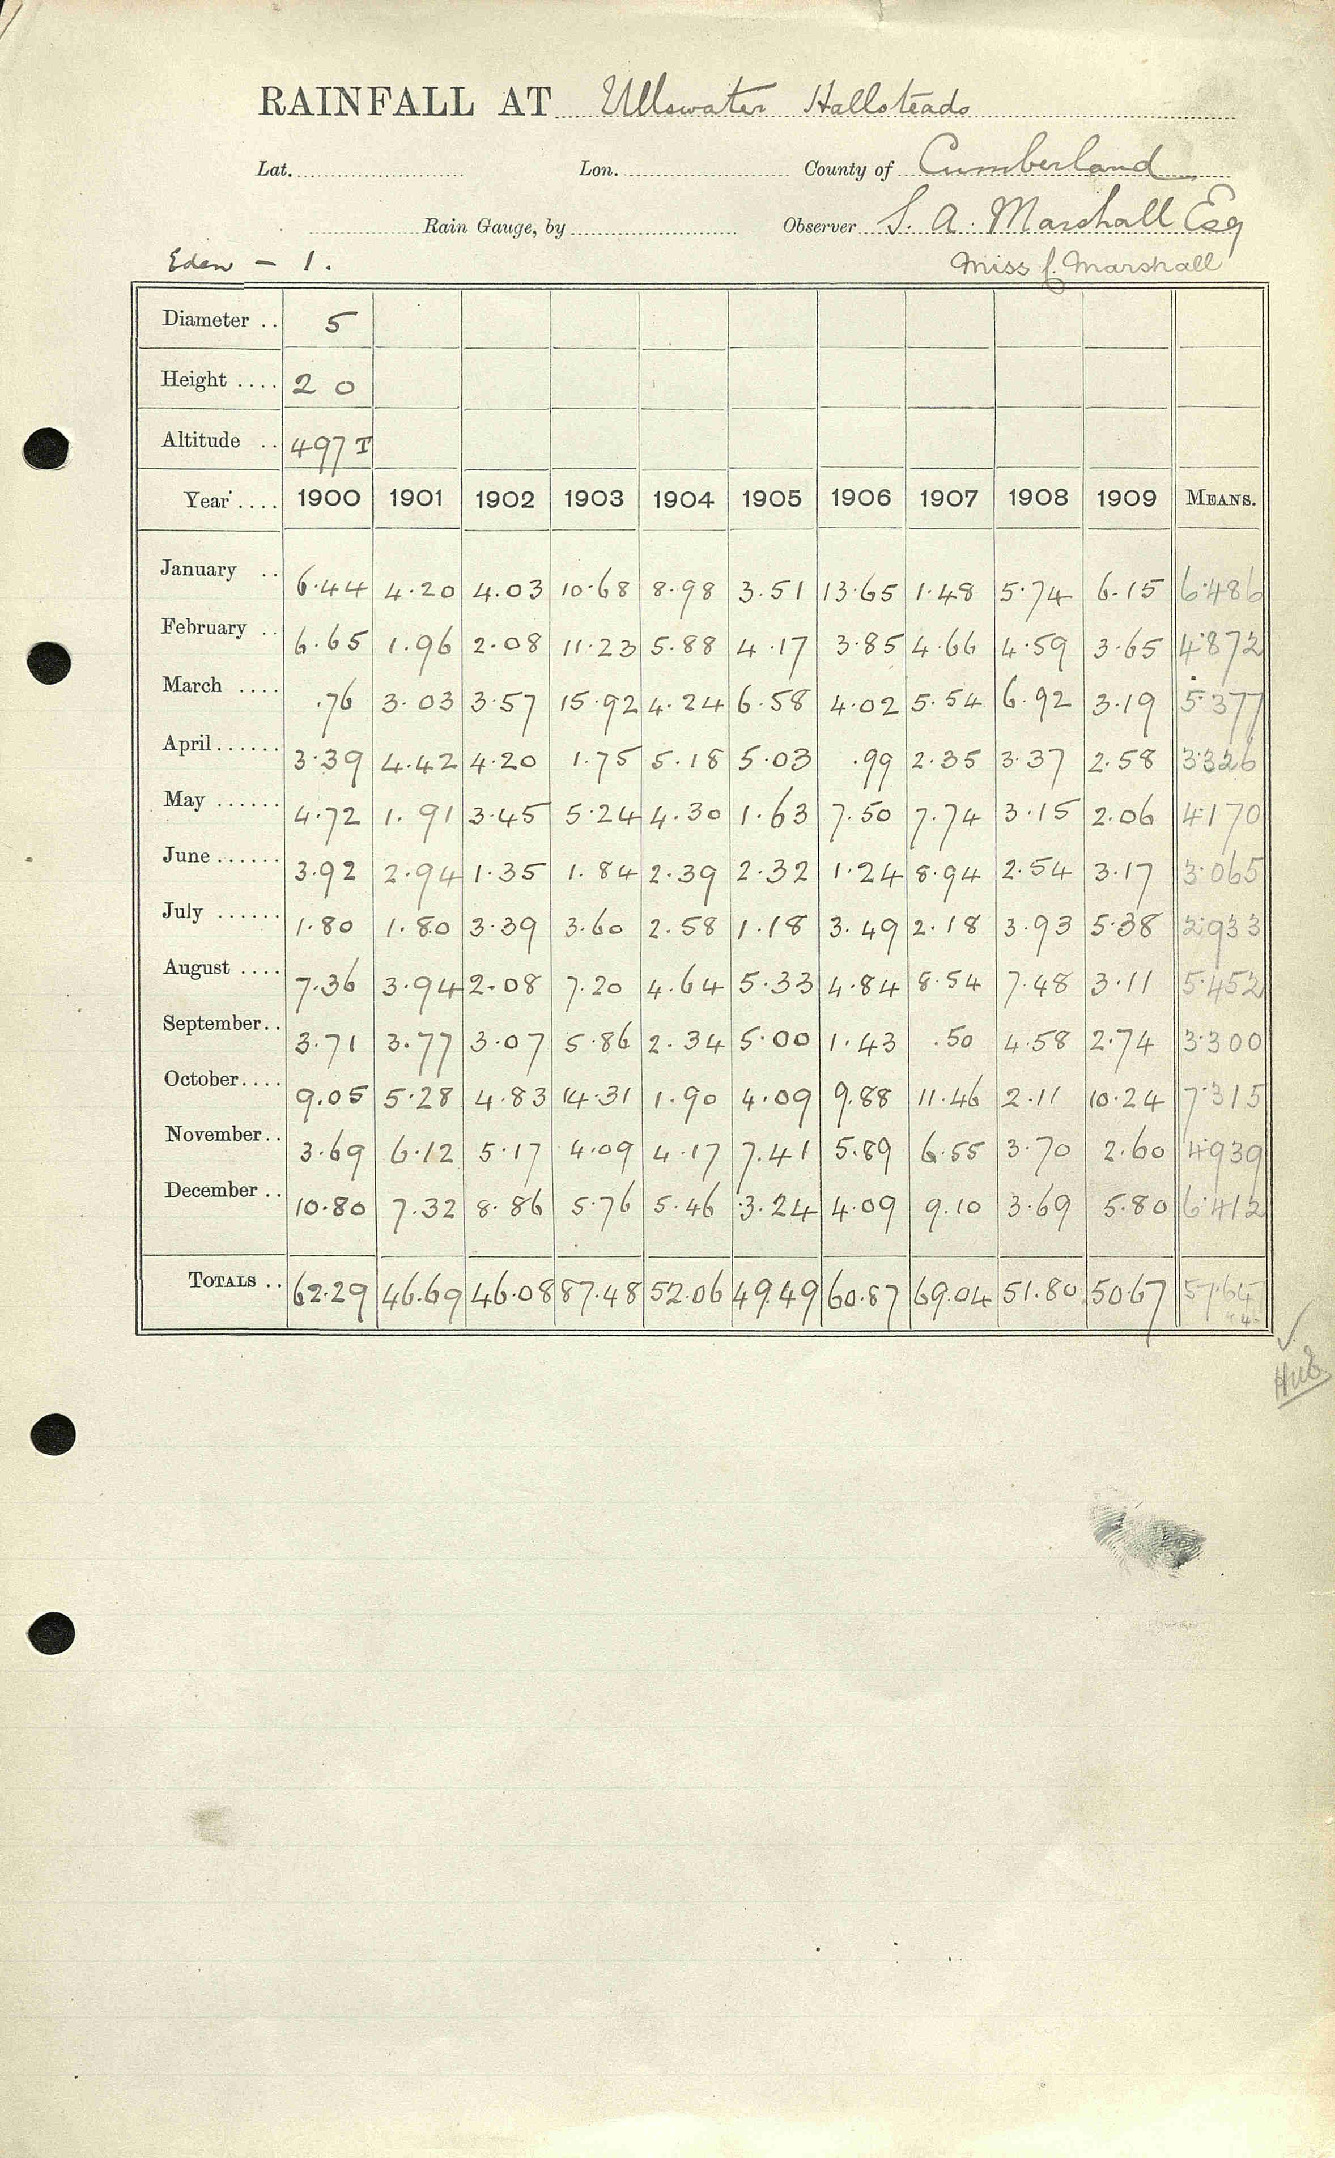 RAINFALL AT Ullswater Hallsteads
Lat. Lon. County of Cumberland
Rain Gauge, by Observer S. A. Marshall Esq
Eden – 1. Miss f. Marshall
Diameter .. 5
Height .... 2 0
Altitude .. 497 T
Year .... 1900 1901 1902 1903 1904 1905 1906 1907 1908 1909 MEANS.
January .. 6.44 4.20 4.03 10.68 8.98 3.51 13.65 1.48 5.74 6.15 6.486
February .. 6.65 1.96 2.08 11.23 5.88 4.17 3.85 4.66 4.59 3.65 4.872
March .... .76 3.03 3.57 15.92 4.24 6.58 4.02 5.54 6.92 3.19 5.377
April ...... 3.39 4.42 4.20 1.75 5.18 5.03 .99 2.35 3.37 2.58 3.326
May ...... 4.72 1.91 3.45 5.24 4.30 1.63 7.50 7.74 3.15 2.06 4.170
June ...... 3.92 2.94 1.35 1.84 2.39 2.32 1.24 8.94 2.54 3.17 3.065
July ...... 1.80 1.80 3.39 3.60 2.58 1.18 3.49 2.18 3.93 5.38 2.933
August .... 7.36 3.94 2.08 7.20 4.64 5.33 4.84 8.54 7.48 3.11 5.452
September .. 3.71 3.77 3.07 5.86 2.34 5.00 1.43 .50 4.58 2.74 3.300
October .... 9.05 5.28 4.83 14.31 1.90 4.09 9.88 11.46 2.11 10.24 7.315
November .. 3.69 6.12 5.17 4.09 4.17 7.41 5.89 6.55 3.70 2.60 4.939
December .. 10.80 7.32 8.86 5.76 5.46 3.24 4.09 9.10 3.69 5.80 6.412
TOTALS .. 62.29 46.69 46.08 87.48 52.06 49.49 60.87 69.04 51.80 50.67 57.647